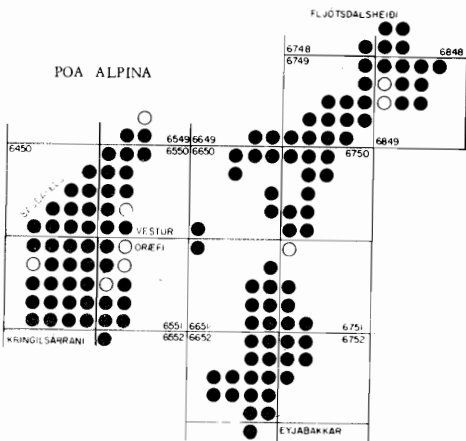 FLJÓTSDALSHEIÐI
6748 6848
6749
POA ALPINA
6549 6649
6450 6550 6650 6750 6849
VESTUR
ÖRÆFI
6551 6651 6751
KRINGILSÁRRANI 6552 6652 6752
EYJABAKKAR